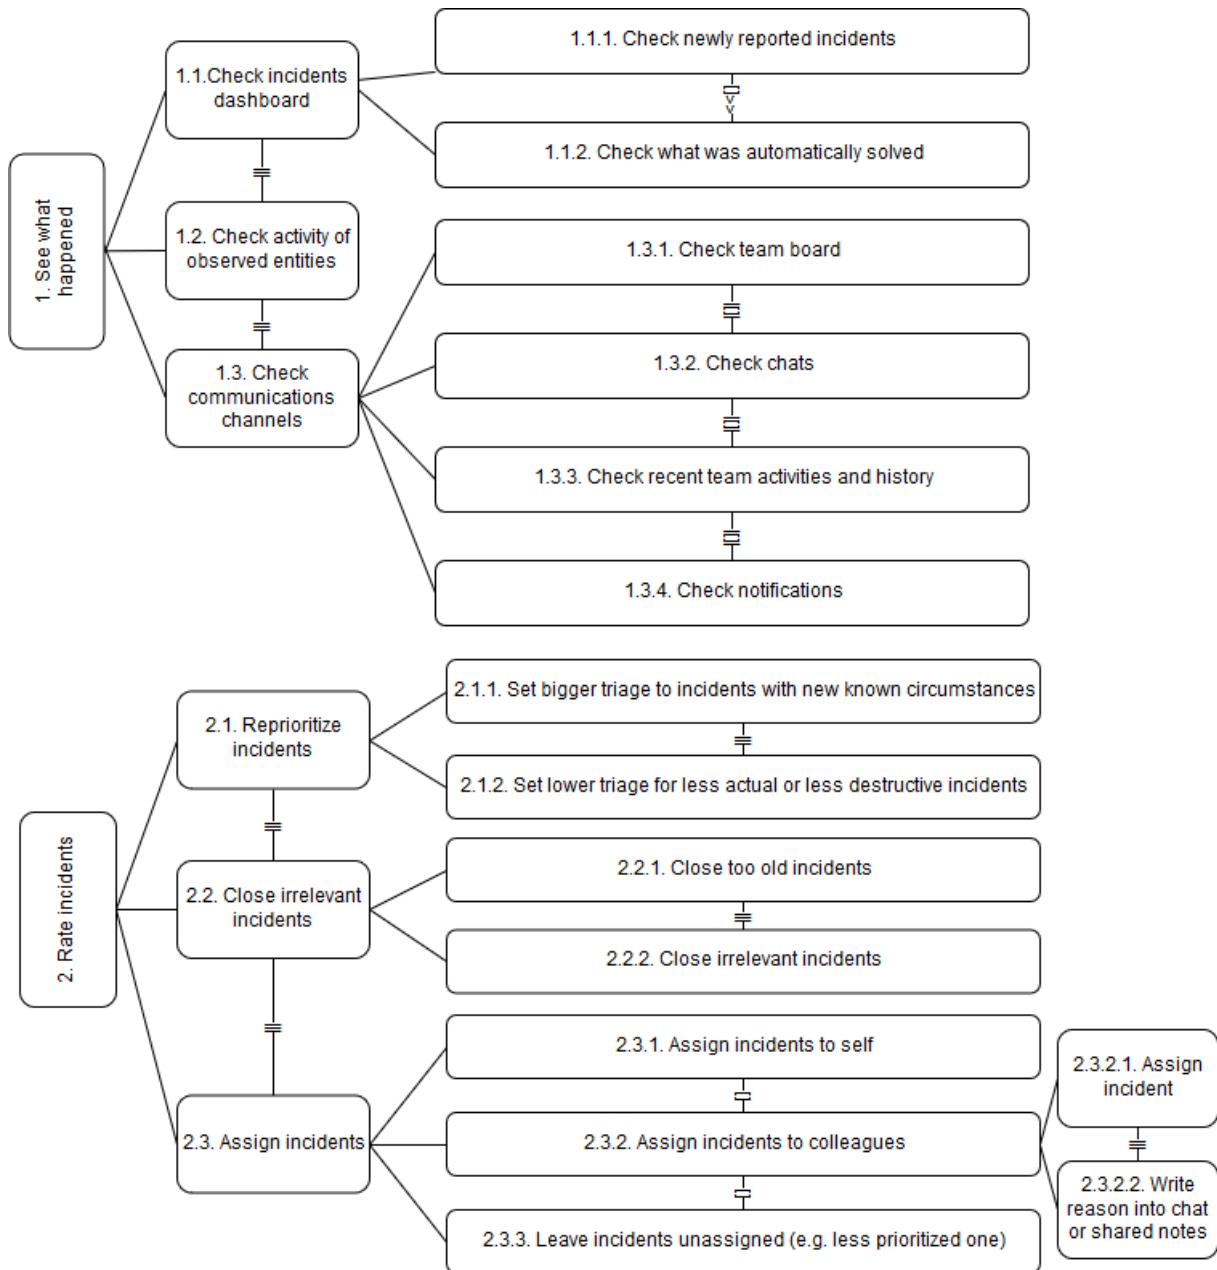 1. See what
happened
1.1.Check incidents
dashboard
1.1.1. Check newly reported incidents
[]
>>
1.1.2. Check what was automatically solved
|||
1.2. Check activity of
observed entities
|||
1.3. Check
communications
channels
1.3.1. Check team board
|[]|
1.3.2. Check chats
|[]|
1.3.3. Check recent team activities and history
|[]|
1.3.4. Check notifications
2. Rate incidents
2.1. Reprioritize
incidents
2.1.1. Set bigger triage to incidents with new known circumstances
|||
2.1.2. Set lower triage for less actual or less destructive incidents
|||
2.2. Close irrelevant
incidents
2.2.1. Close too old incidents
|||
2.2.2. Close irrelevant incidents
|||
2.3. Assign incidents
2.3.1. Assign incidents to self
[]
2.3.2. Assign incidents to colleagues
2.3.2.1. Assign
incident
|||
2.3.2.2. Write
reason into chat
or shared notes
[]
2.3.3. Leave incidents unassigned (e.g. less prioritized one)